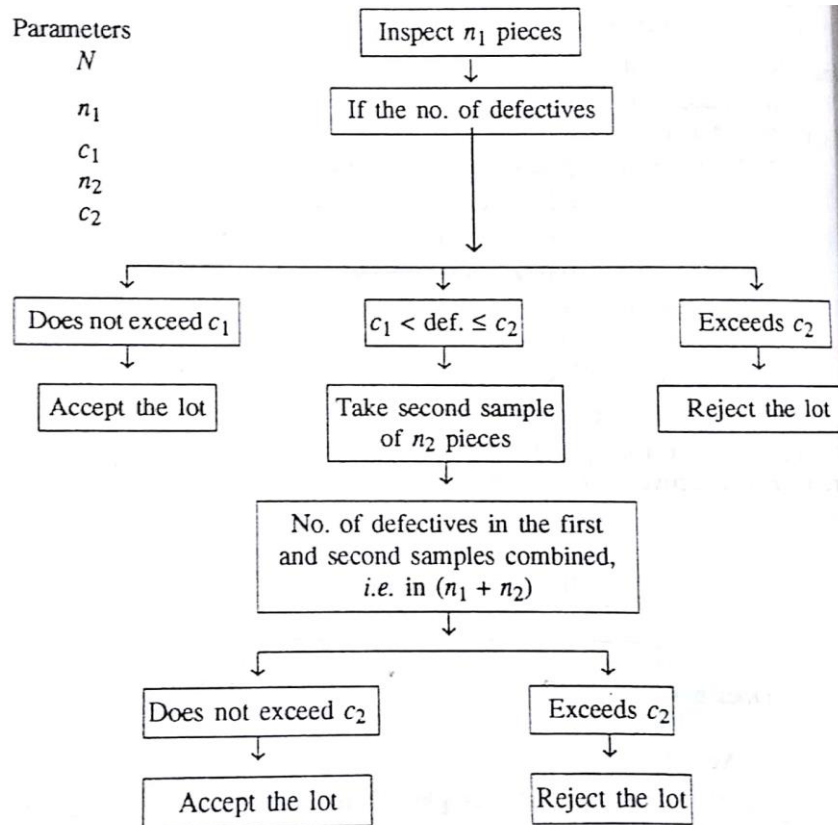 Parameters
N
n₁
c₁
n₂
c₂
Inspect n₁ pieces
If the no. of defectives
Does not exceed c₁
c₁ < def. ≤ c₂
Exceeds c₂
Accept the lot
Take second sample
of n₂ pieces
Reject the lot
No. of defectives in the first
and second samples combined,
i.e. in (n₁ + n₂)
Does not exceed c₂
Exceeds c₂
Accept the lot
Reject the lot